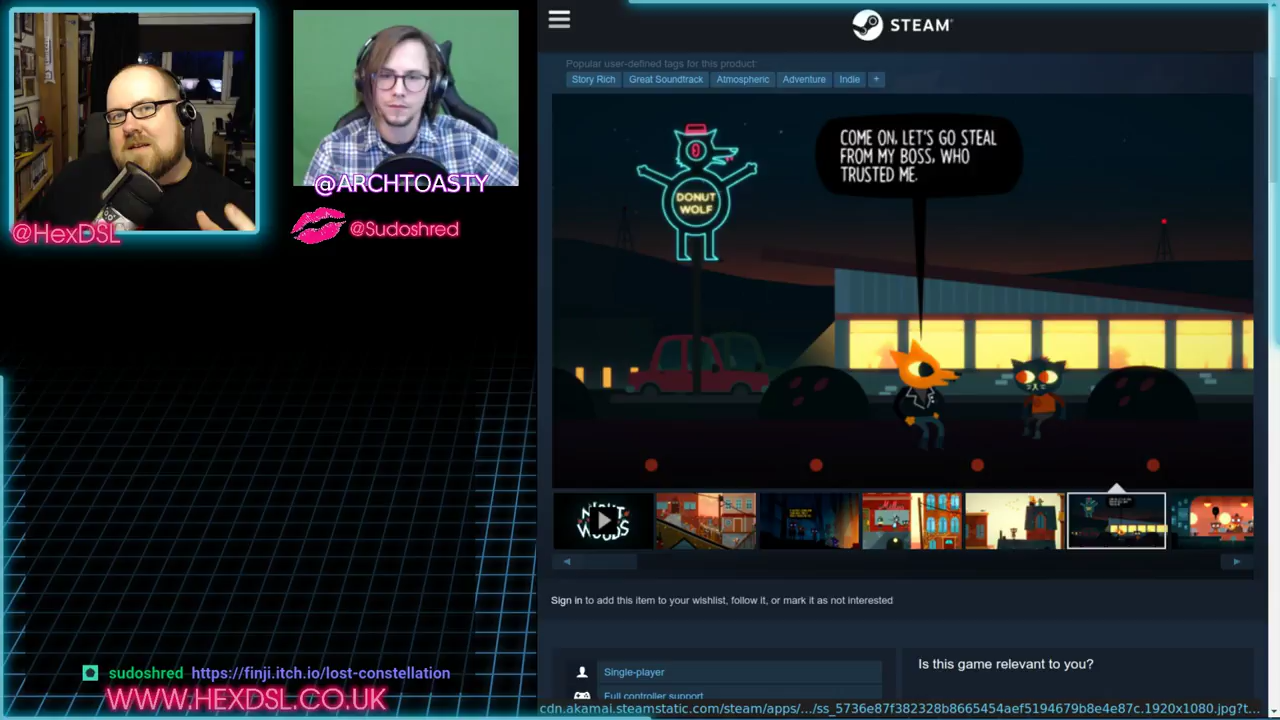 @HexDSL
@ARCHTOASTY
@Sudoshred
STEAM
Popular user-defined tags for this product:
Story Rich
Great Soundtrack
Atmospheric
Adventure
Indie
+
COME ON, LET'S GO STEAL
FROM MY BOSS, WHO
TRUSTED ME.
DONUT
WOLF
NIGHT
WOODS
Sign in to add this item to your wishlist, follow it, or mark it as not interested
Single-player
Full controller support
Is this game relevant to you?
sudoshred https://finji.itch.io/lost-constellation
WWW.HEXDSL.CO.UK
cdn.akamai.steamstatic.com/steam/apps/.../ss_5736e87f382328b8665454aef5194679b8e4e87c.1920x1080.jpg?t...